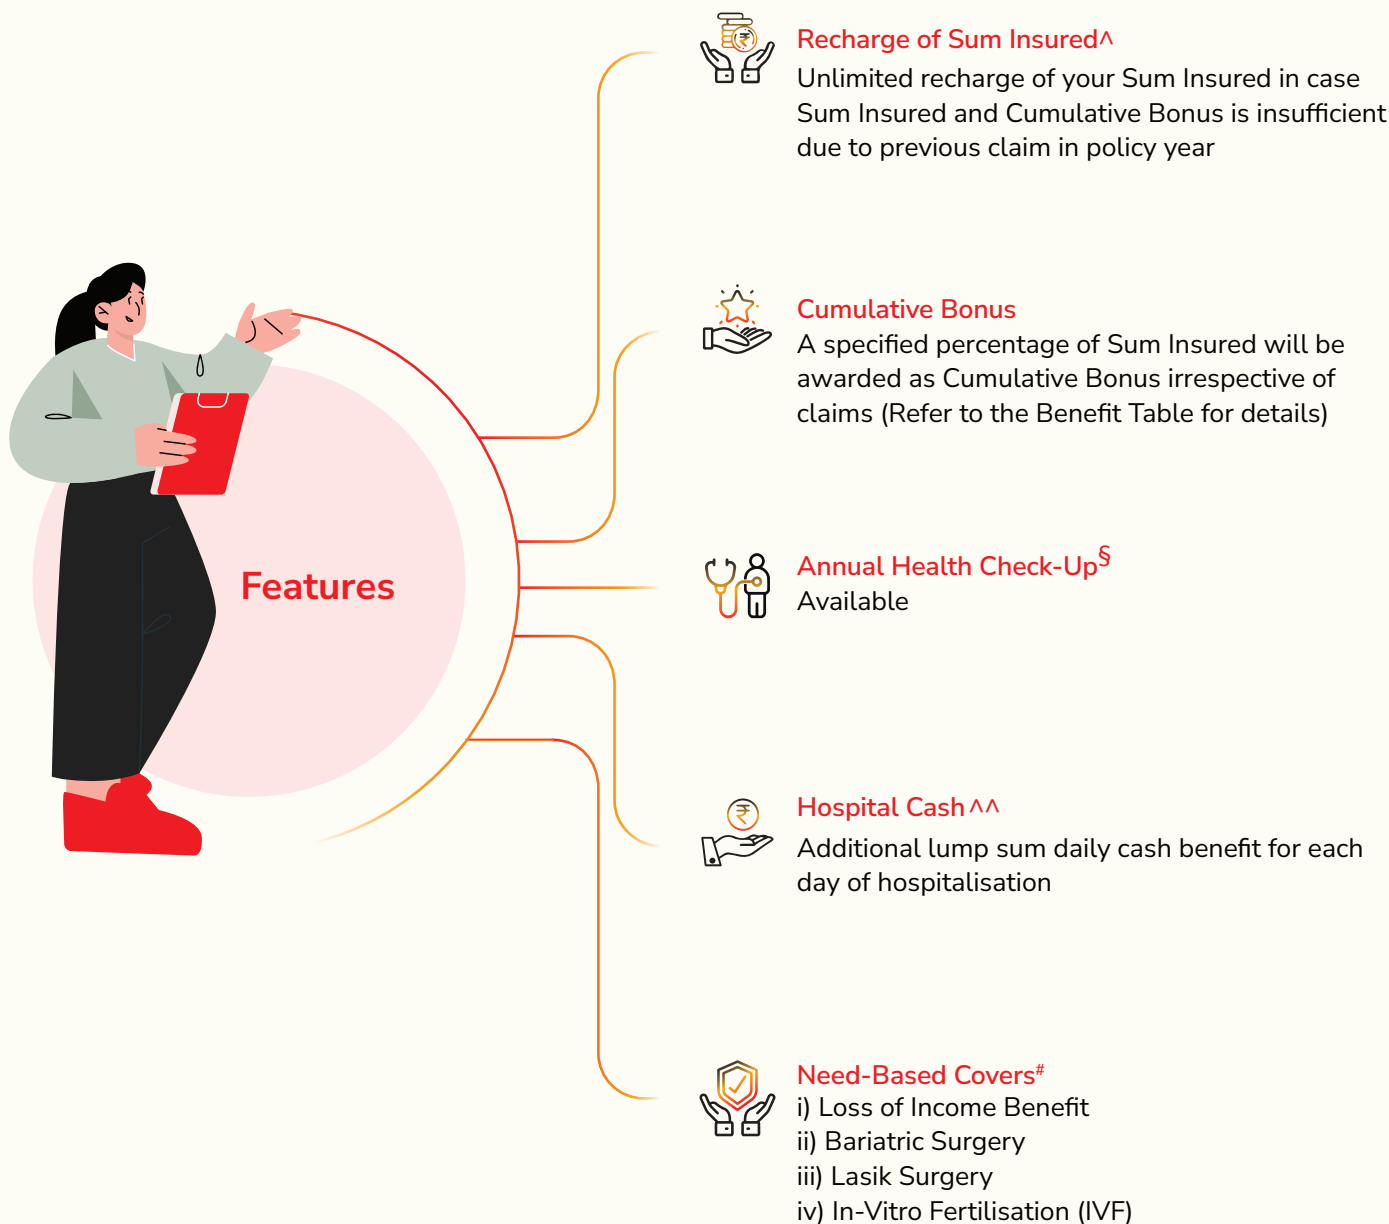 Recharge of Sum Insured^
Unlimited recharge of your Sum Insured in case
Sum Insured and Cumulative Bonus is insufficient
due to previous claim in policy year
Cumulative Bonus
A specified percentage of Sum Insured will be
awarded as Cumulative Bonus irrespective of
claims (Refer to the Benefit Table for details)
Features
Annual Health Check-Up§
Available
Hospital Cash^^
Additional lump sum daily cash benefit for each
day of hospitalisation
Need-Based Covers#
i) Loss of Income Benefit
ii) Bariatric Surgery
iii) Lasik Surgery
iv) In-Vitro Fertilisation (IVF)